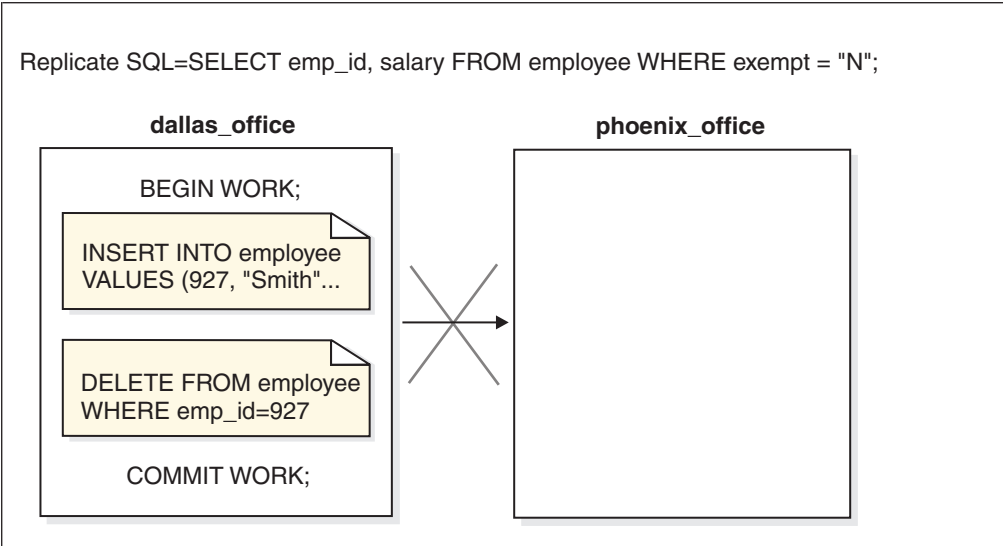 Replicate SQL=SELECT emp_id, salary FROM employee WHERE exempt = "N";
dallas_office
phoenix_office
BEGIN WORK;
INSERT INTO employee
VALUES (927, "Smith"...
DELETE FROM employee
WHERE emp_id=927
COMMIT WORK;